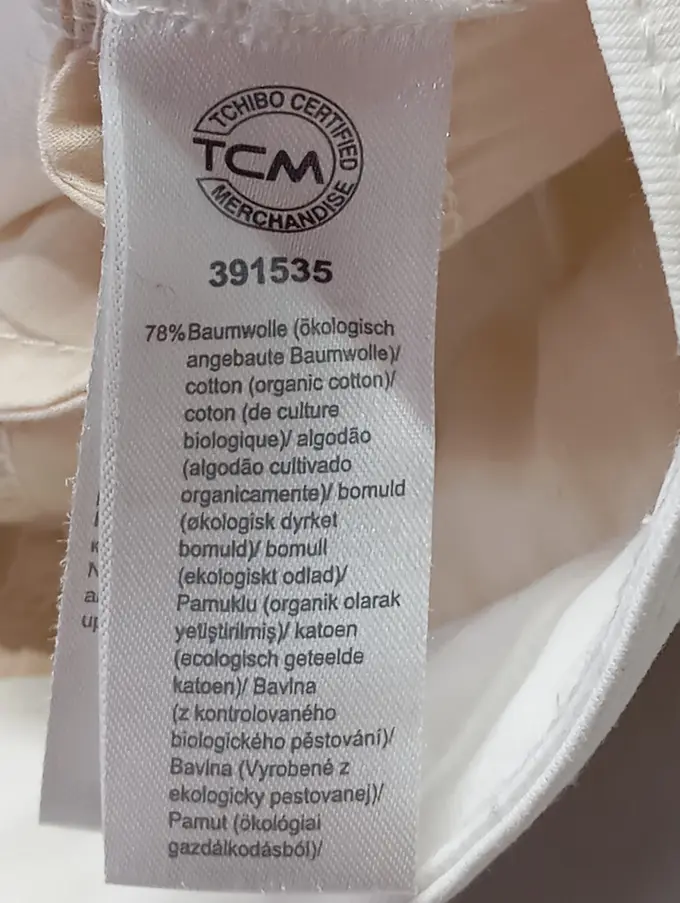 TCHIBO CERTIFIED
TCM
MERCHANDISE
391535
78% Baumwolle (ökologisch
angebaute Baumwolle)/
cotton (organic cotton)/
coton (de culture
biologique)/ algodão
(algodão cultivado
organicamente)/ bomuld
(økologisk dyrket
bomuld)/ bomull
(ekologiskt odlad)/
Pamuklu (organik olarak
yetiştirilmiş)/ katoen
(ecologisch geteelde
katoen)/ Bavlna
(z kontrolovaného
biologického pěstování)/
Bavlna (Vyrobené z
ekologicky pestovanej)/
Pamut (ökológiai
gazdálkodásból)/